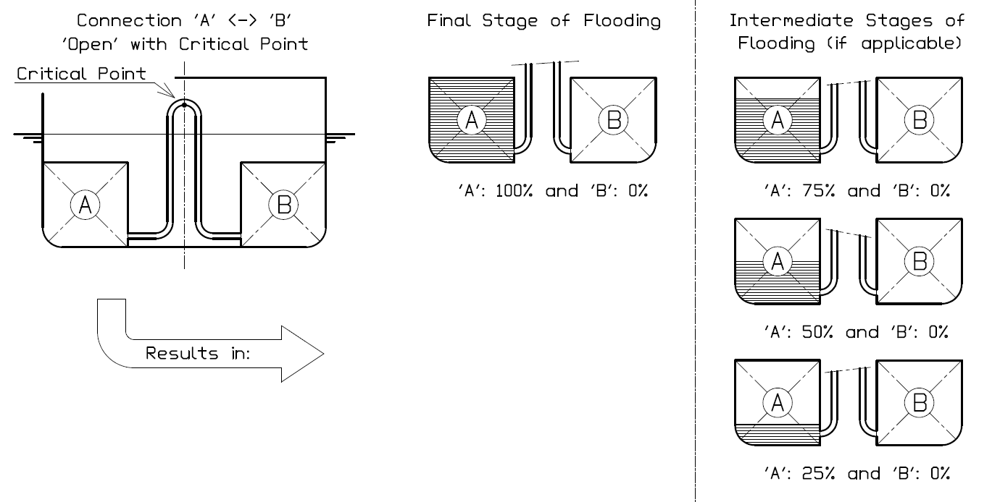 Connection 'A' <-> 'B'
'Open' with Critical Point
Critical Point
A
B
Results in:
Final Stage of Flooding
A
B
'A': 100% and 'B': 0%
Intermediate Stages of
Flooding (if applicable)
A
B
'A': 75% and 'B': 0%
A
B
'A': 50% and 'B': 0%
A
B
'A': 25% and 'B': 0%